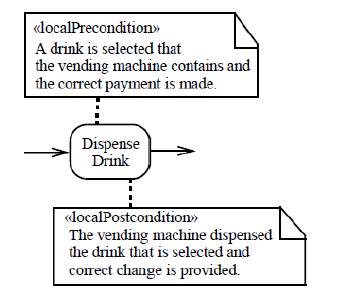 «localPrecondition»
A drink is selected that
the vending machine contains and
the correct payment is made.
Dispense
Drink
«localPostcondition»
The vending machine dispensed
the drink that is selected and
correct change is provided.